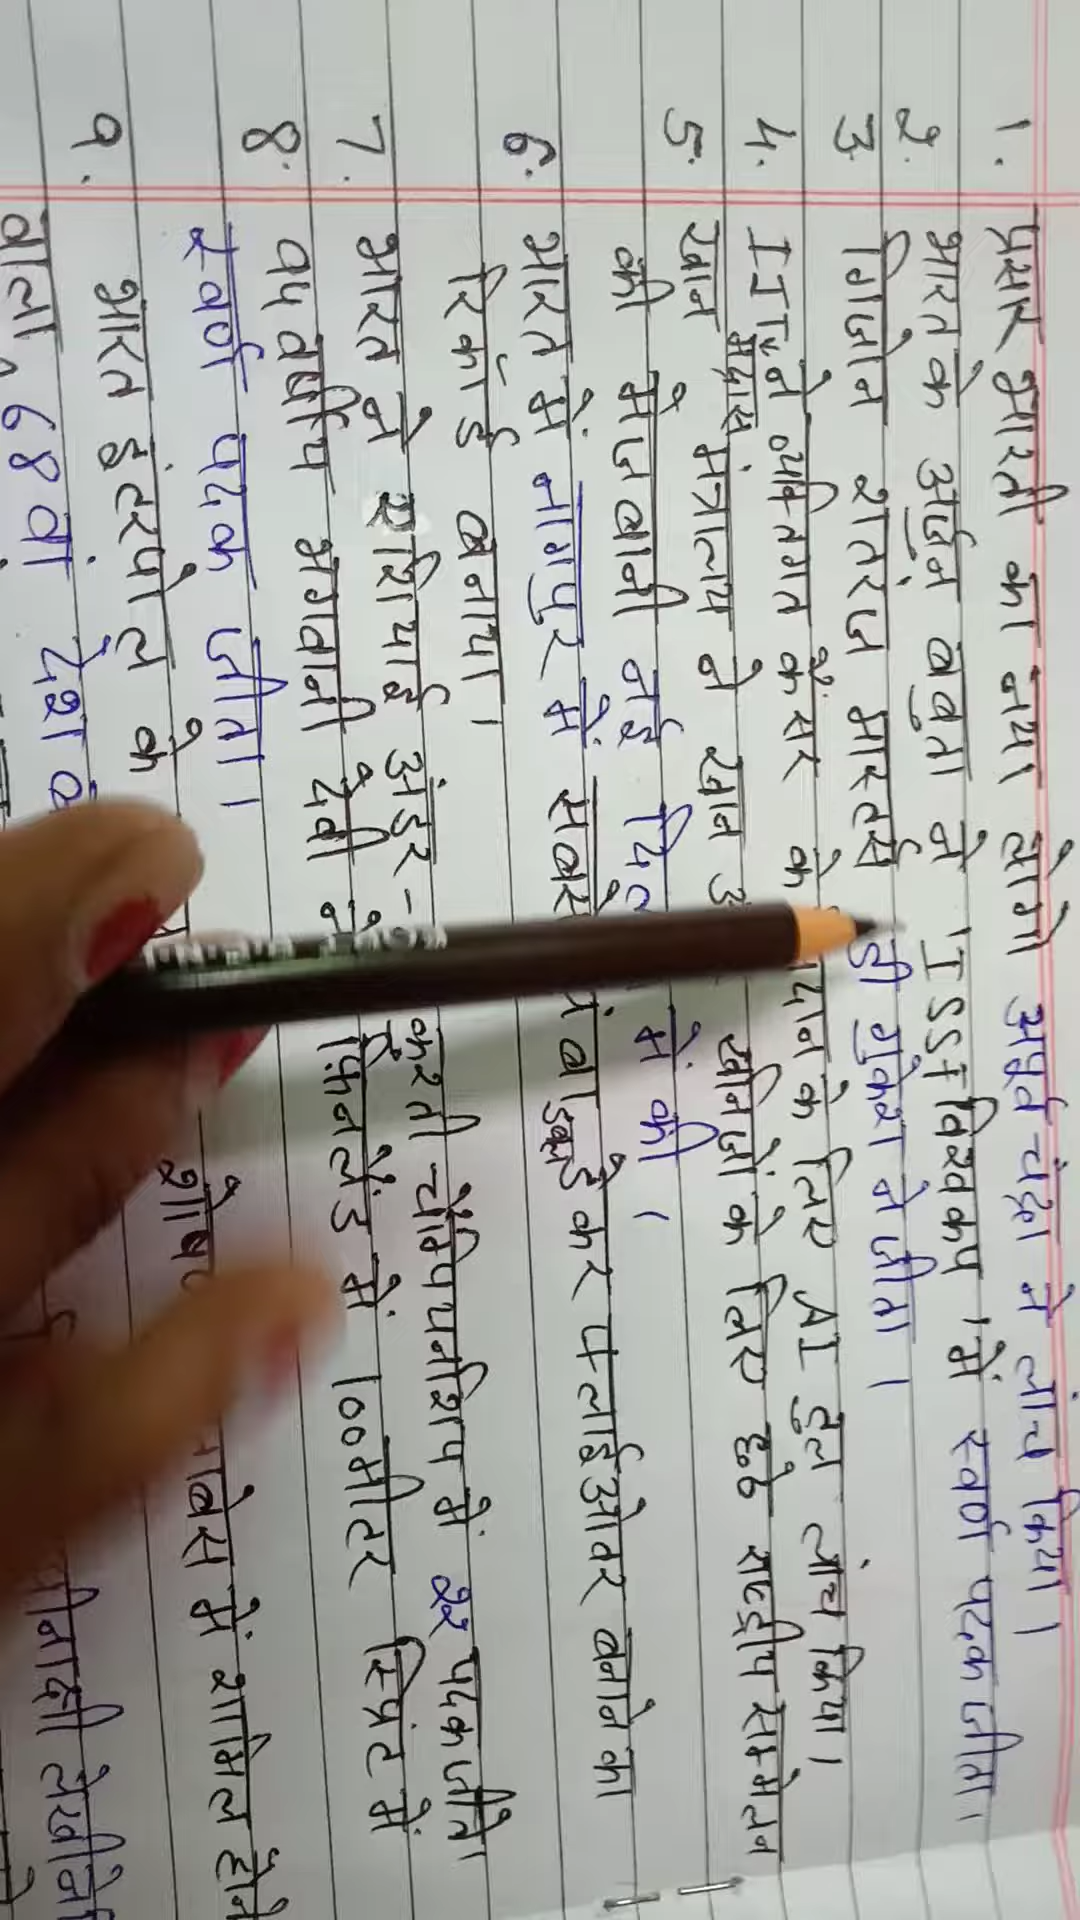 1. प्रसार भारती का नया लोगो अपूर्व चंद्रा ने लांच किया।
2. भारत के अर्जुन बबुता ने 'ISSF विश्वकप' में स्वर्ण पदक जीता।
3 गिजोन शतरंज मास्टर्स डी गुकेश ने जीता।
4. IIT मद्रास ने व्यक्तिगत कैंसर के के लिए AI टूल लांच किया।
5. खान मंत्रालय ने खान खनिजों के लिए छठे राष्ट्रीय सम्मेलन
की मेजबानी नई में की।
6. भारत में नागपुर में सबसे डबल डेकर फ्लाईओवर बनाने का
रिकॉर्ड बनाया।
7. भारत ने एशियाई अंडर- कुश्ती चैंपियनशिप में 22 पदक जीते।
8. 94 वर्षीय भगवानी देवी ने फिनलैंड में 100मीटर स्प्रिंट में
स्वर्ण पदक जीता।
9. भारत इंटरपोल के में शामिल होने
वाला 68वां देश